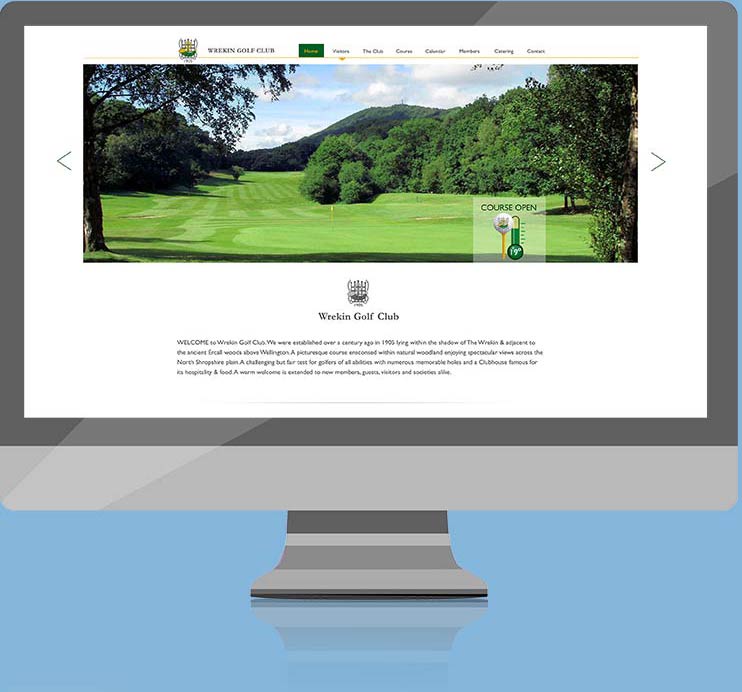 WREKIN GOLF CLUB
Home Visitors The Club Course Calendar Members Catering Contact
1905
COURSE OPEN
19°
1905
Wrekin Golf Club
WELCOME to Wrekin Golf Club. We were established over a century ago in 1905 lying within the shadow of The Wrekin & adjacent to
the ancient Ercall woods above Wellington. A picturesque course ensconsed within natural woodland enjoying spectacular views across the
North Shropshire plain. A challenging but fair test for golfers of all abilities with numerous memorable holes and a Clubhouse famous for
its hospitality & food. A warm welcome is extended to new members, guests, visitors and societies alike.